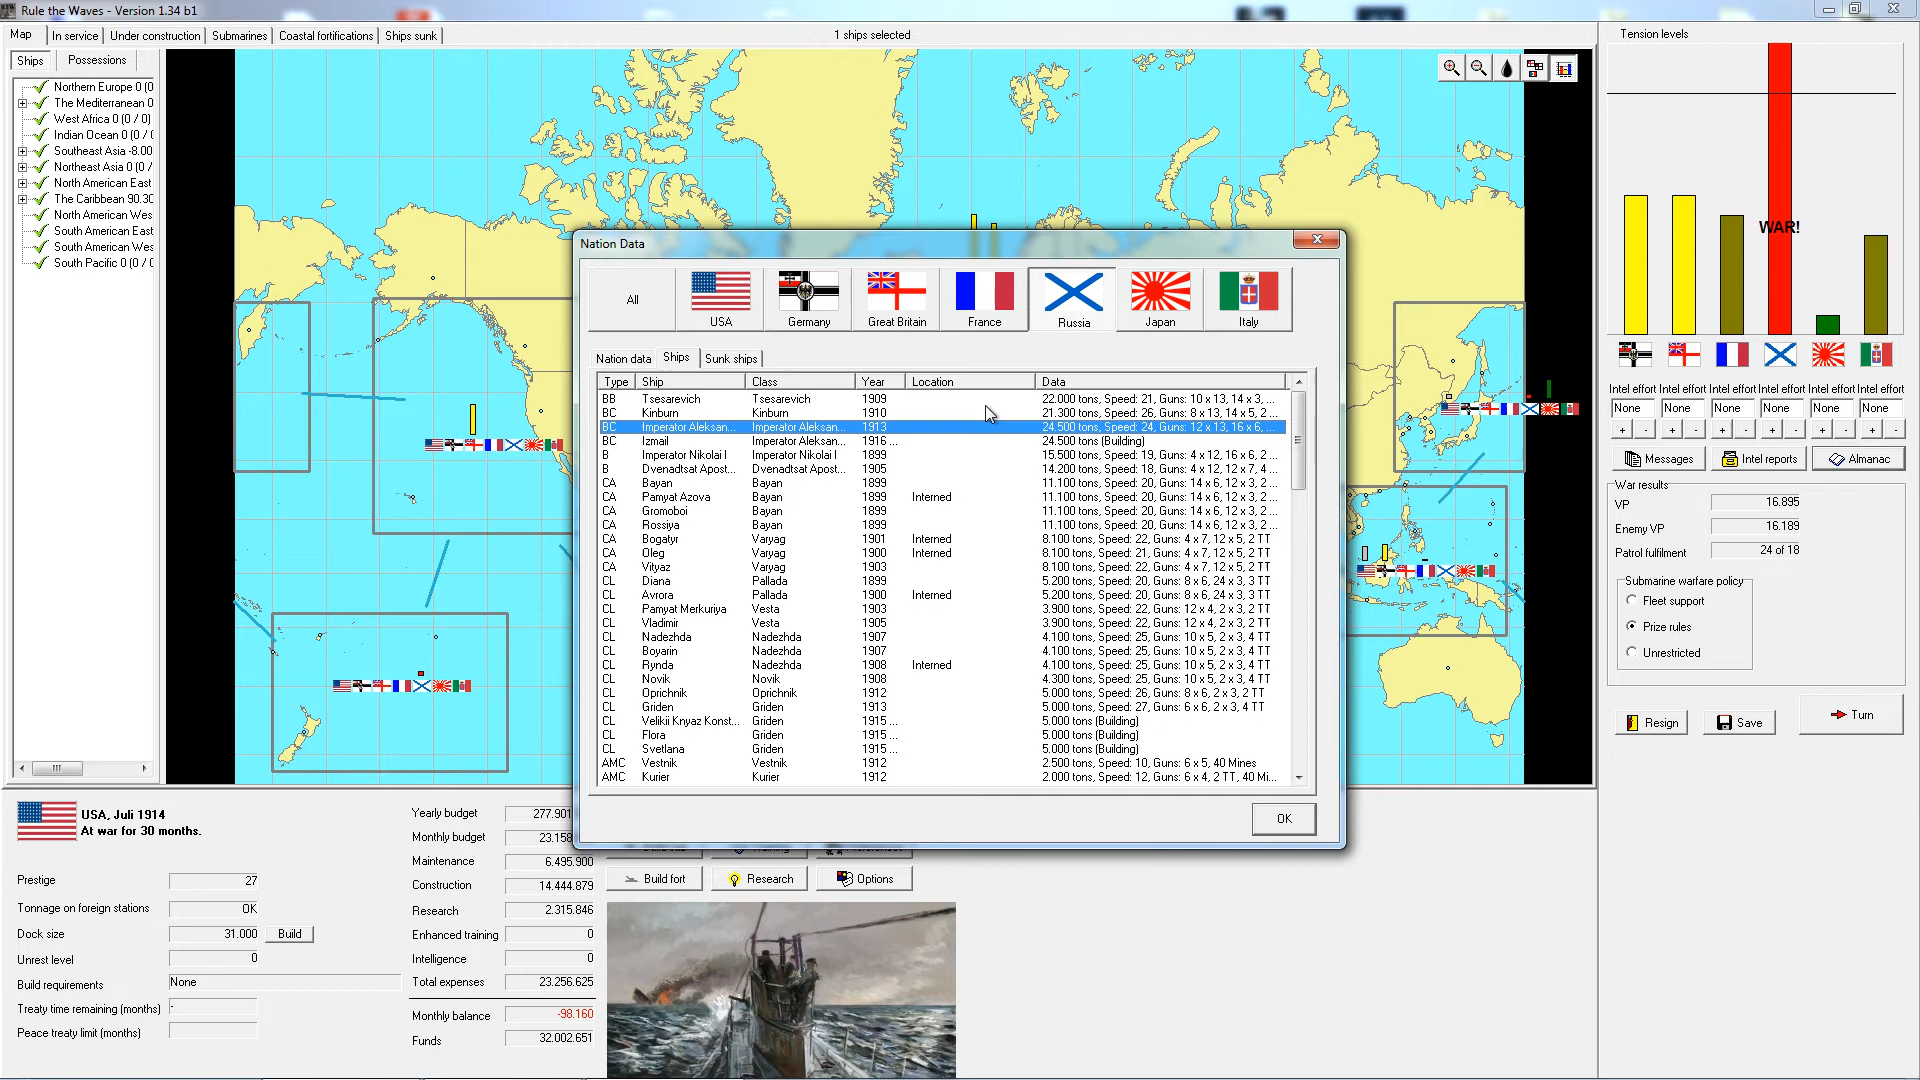 Rule the Waves - Version 1.34 b1
Map In service Under construction Submarines Coastal fortifications Ships sunk
1 ships selected
Tension levels
Ships Possessions
Northern Europe 0 (0
The Mediterranean 0
West Africa 0 (0 / 0)
Indian Ocean 0 (0 / 0
Southeast Asia -8.00
Northeast Asia 0 (0 /
North American East
The Caribbean 90.30
North American Wes
South American East
South American Wes
South Pacific 0 (0 / 0
WAR!
Nation Data
All USA Germany Great Britain France Russia Japan Italy
Nation data Ships Sunk ships
Type Ship Class Year Location Data
BB Tsesarevich Tsesarevich 1909 22.000 tons, Speed: 21, Guns: 10 x 13, 14 x 3, ...
BC Kinburn Kinburn 1910 21.300 tons, Speed: 26, Guns: 8 x 13, 14 x 5, 2 ...
BC Imperator Aleksan... Imperator Aleksan... 1913 24.500 tons, Speed: 24, Guns: 12 x 13, 16 x 6, ...
BC Izmail Imperator Aleksan... 1916 ... 24.500 tons (Building)
B Imperator Nikolai I Imperator Nikolai I 1899 15.500 tons, Speed: 19, Guns: 4 x 12, 16 x 6, 2 ...
B Dvenadtsat Apost... Dvenadtsat Apost... 1905 14.200 tons, Speed: 18, Guns: 4 x 12, 12 x 7, 4 ...
CA Bayan Bayan 1899 11.100 tons, Speed: 20, Guns: 14 x 6, 12 x 3, 2 ...
CA Pamyat Azova Bayan 1899 Interned 11.100 tons, Speed: 20, Guns: 14 x 6, 12 x 3, 2 ...
CA Gromoboi Bayan 1899 11.100 tons, Speed: 20, Guns: 14 x 6, 12 x 3, 2 ...
CA Rossiya Bayan 1899 11.100 tons, Speed: 20, Guns: 14 x 6, 12 x 3, 2 ...
CA Bogatyr Varyag 1901 Interned 8.100 tons, Speed: 22, Guns: 4 x 7, 12 x 5, 2 TT
CA Oleg Varyag 1900 Interned 8.100 tons, Speed: 21, Guns: 4 x 7, 12 x 5, 2 TT
CA Vityaz Varyag 1903 8.100 tons, Speed: 22, Guns: 4 x 7, 12 x 5, 2 TT
CL Diana Pallada 1899 5.200 tons, Speed: 20, Guns: 8 x 6, 24 x 3, 3 TT
CL Avrora Pallada 1900 Interned 5.200 tons, Speed: 20, Guns: 8 x 6, 24 x 3, 3 TT
CL Pamyat Merkuriya Vesta 1903 3.900 tons, Speed: 22, Guns: 12 x 4, 2 x 3, 2 TT
CL Vladimir Vesta 1905 3.900 tons, Speed: 22, Guns: 12 x 4, 2 x 3, 2 TT
CL Nadezhda Nadezhda 1907 4.100 tons, Speed: 25, Guns: 10 x 5, 2 x 3, 4 TT
CL Boyarin Nadezhda 1907 4.100 tons, Speed: 25, Guns: 10 x 5, 2 x 3, 4 TT
CL Rynda Nadezhda 1908 Interned 4.100 tons, Speed: 25, Guns: 10 x 5, 2 x 3, 4 TT
CL Novik Novik 1908 4.300 tons, Speed: 25, Guns: 10 x 5, 2 x 3, 4 TT
CL Oprichnik Oprichnik 1912 5.000 tons, Speed: 26, Guns: 8 x 6, 2 x 3, 2 TT
CL Griden Griden 1913 5.000 tons, Speed: 27, Guns: 6 x 6, 2 x 3, 4 TT
CL Velikii Knyaz Konst... Griden 1915 ... 5.000 tons (Building)
CL Flora Griden 1915 ... 5.000 tons (Building)
CL Svetlana Griden 1915 ... 5.000 tons (Building)
AMC Vestnik Vestnik 1912 2.500 tons, Speed: 10, Guns: 6 x 5, 40 Mines
AMC Kurier Kurier 1912 2.000 tons, Speed: 12, Guns: 6 x 4, 2 TT, 40 Mi...
OK
Intel effort Intel effort Intel effort Intel effort Intel effort Intel effort
None None None None None None
+ - + - + - + - + - + -
Messages Intel reports Almanac
War results
VP 16.895
Enemy VP 16.189
Patrol fulfilment 24 of 18
Submarine warfare policy
Fleet support
Prize rules
Unrestricted
Resign Save Turn
USA, Juli 1914
At war for 30 months.
Prestige 27
Tonnage on foreign stations OK
Dock size 31.000 Build
Unrest level 0
Build requirements None
Treaty time remaining (months) -
Peace treaty limit (months)
Yearly budget 277.901
Monthly budget 23.158
Maintenance 6.495.900
Construction 14.444.879
Research 2.315.846
Enhanced training 0
Intelligence 0
Total expenses 23.256.625
Monthly balance -98.160
Funds 32.002.651
Build fort Research Options